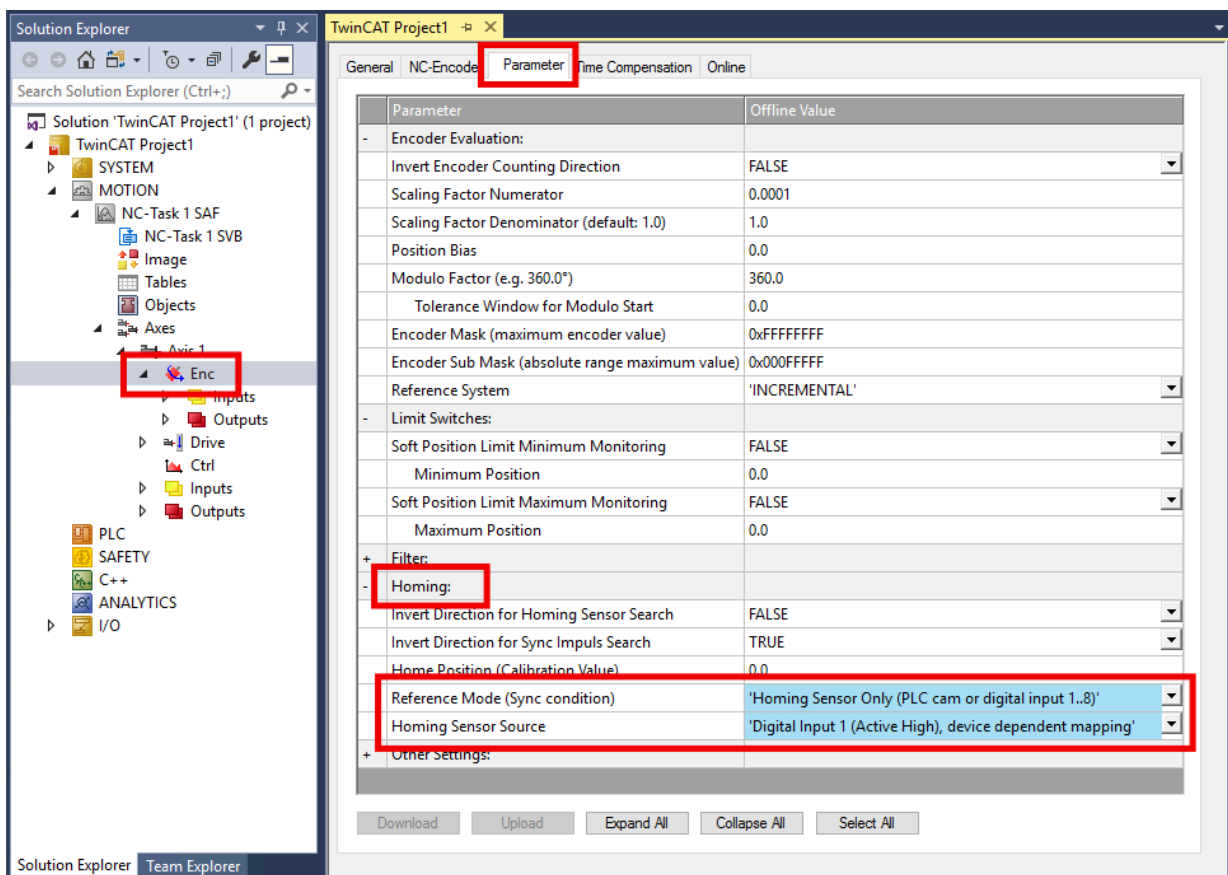 Solution Explorer
Search Solution Explorer (Ctrl+;)
Solution 'TwinCAT Project1' (1 project)
TwinCAT Project1
SYSTEM
MOTION
NC-Task 1 SAF
NC-Task 1 SVB
Image
Tables
Objects
Axes
Axis 1
Enc
Inputs
Outputs
Drive
Ctrl
Inputs
Outputs
PLC
SAFETY
C++
ANALYTICS
I/O
Solution Explorer Team Explorer
TwinCAT Project1
General NC-Encoder Parameter Time Compensation Online
Parameter Offline Value
- Encoder Evaluation:
Invert Encoder Counting Direction FALSE
Scaling Factor Numerator 0.0001
Scaling Factor Denominator (default: 1.0) 1.0
Position Bias 0.0
Modulo Factor (e.g. 360.0°) 360.0
Tolerance Window for Modulo Start 0.0
Encoder Mask (maximum encoder value) 0xFFFFFFFF
Encoder Sub Mask (absolute range maximum value) 0x000FFFFF
Reference System 'INCREMENTAL'
- Limit Switches:
Soft Position Limit Minimum Monitoring FALSE
Minimum Position 0.0
Soft Position Limit Maximum Monitoring FALSE
Maximum Position 0.0
+ Filter:
- Homing:
Invert Direction for Homing Sensor Search FALSE
Invert Direction for Sync Impuls Search TRUE
Home Position (Calibration Value) 0.0
Reference Mode (Sync condition) 'Homing Sensor Only (PLC cam or digital input 1..8)'
Homing Sensor Source 'Digital Input 1 (Active High), device dependent mapping'
+ Other Settings:
Download Upload Expand All Collapse All Select All